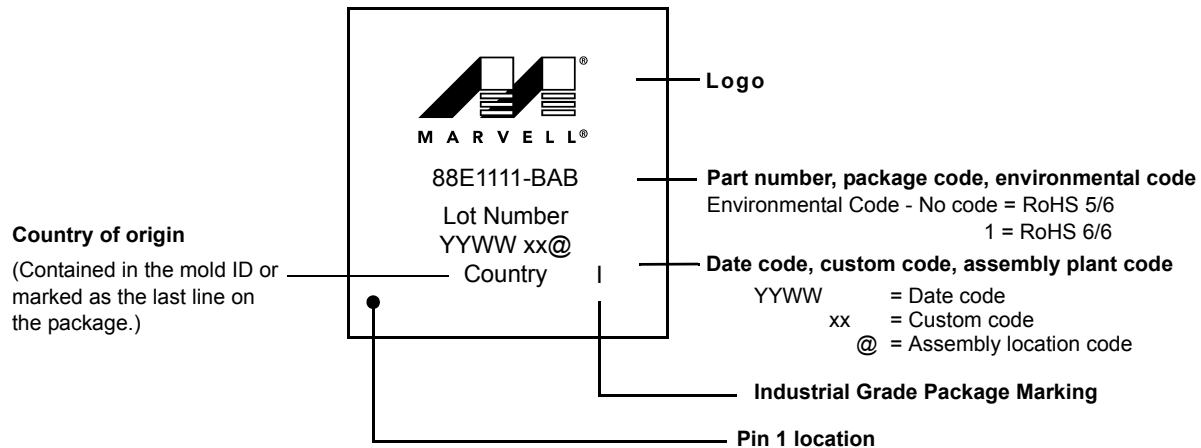 ®
MARVELL®
Logo
88E1111-BAB
Part number, package code, environmental code
Environmental Code - No code = RoHS 5/6
1 = RoHS 6/6
Lot Number
YYWW xx@
Country I
Country of origin
(Contained in the mold ID or
marked as the last line on
the package.)
Date code, custom code, assembly plant code
YYWW = Date code
xx = Custom code
@ = Assembly location code
Industrial Grade Package Marking
Pin 1 location